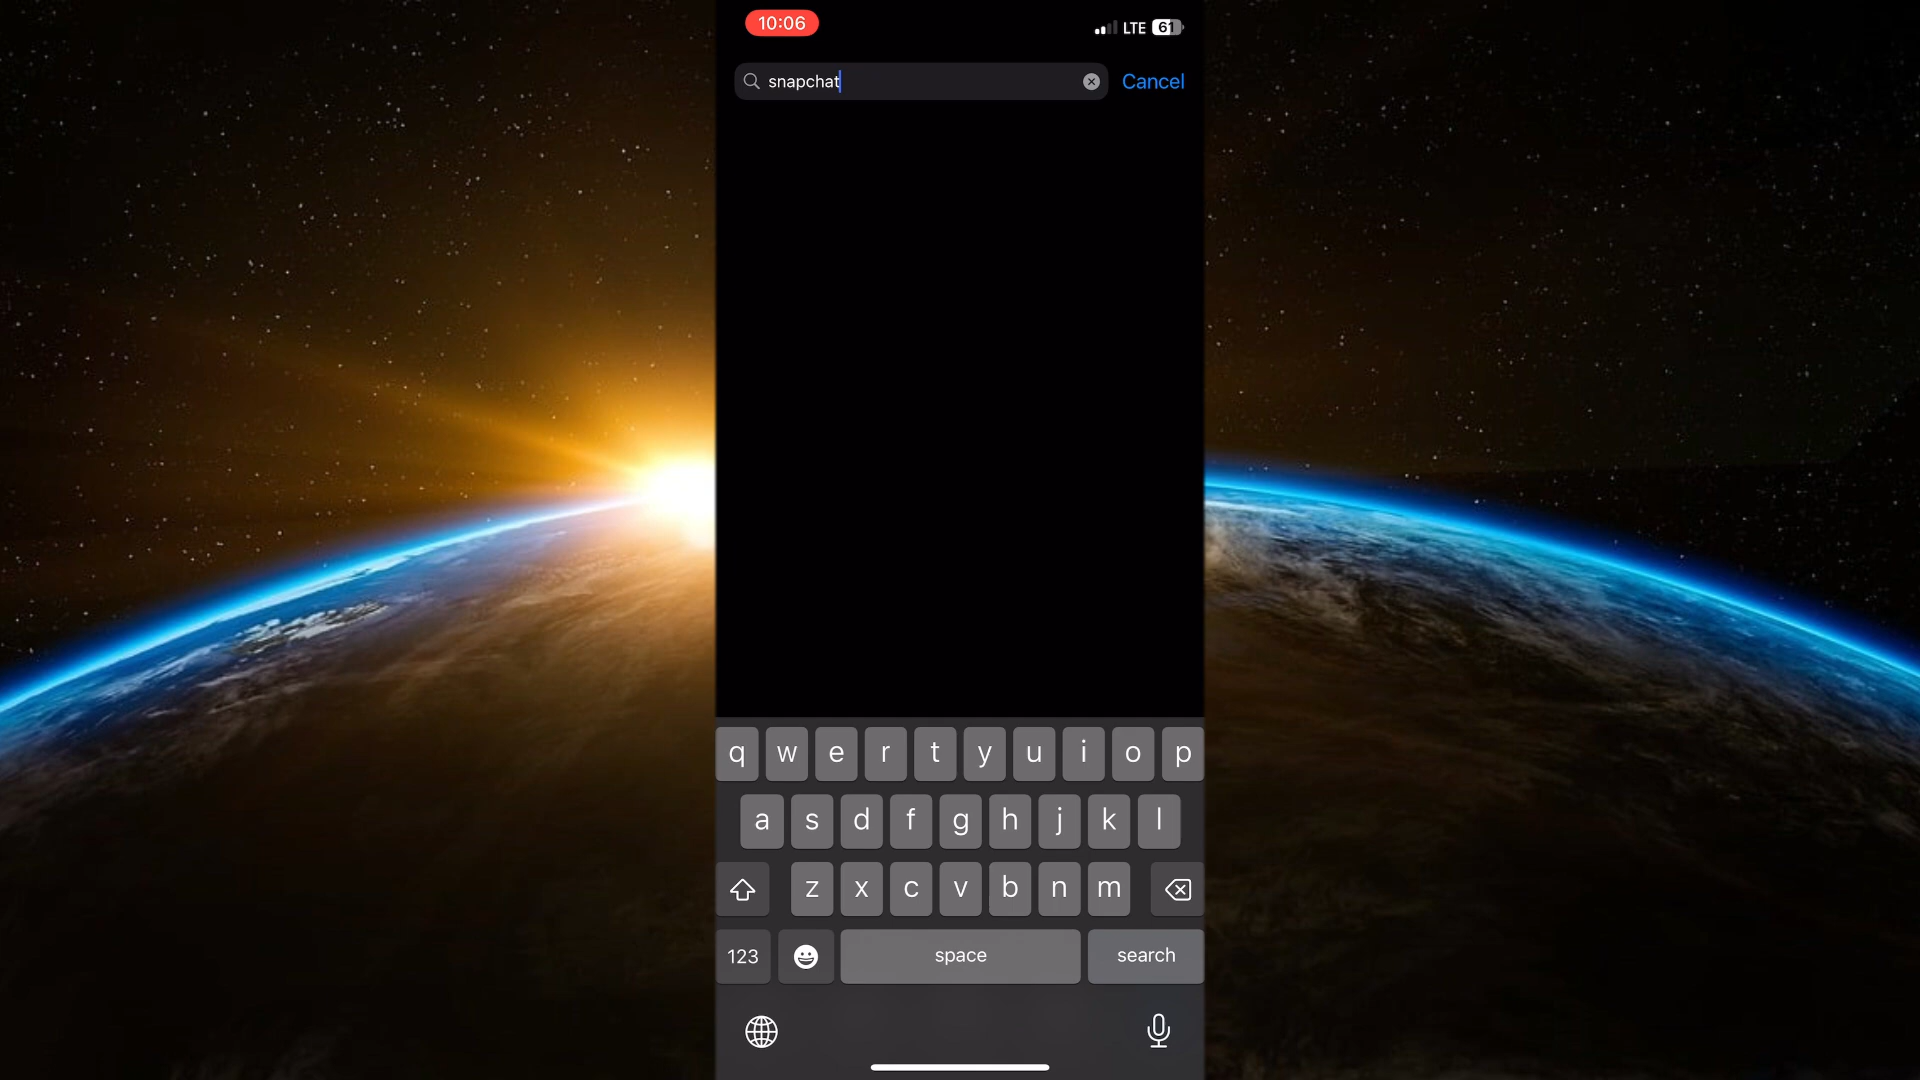 10:06 LTE 61
snapchat Cancel
q w e r t y u i o p
a s d f g h j k l
z x c v b n m
123 space search